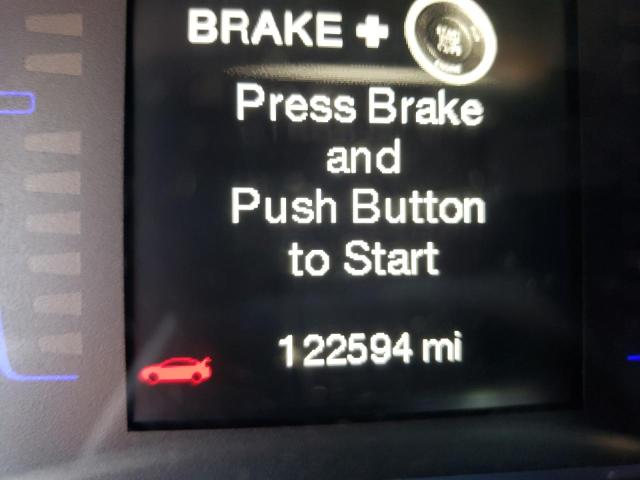 BRAKE +
Press Brake
and
Push Button
to Start
122594 mi